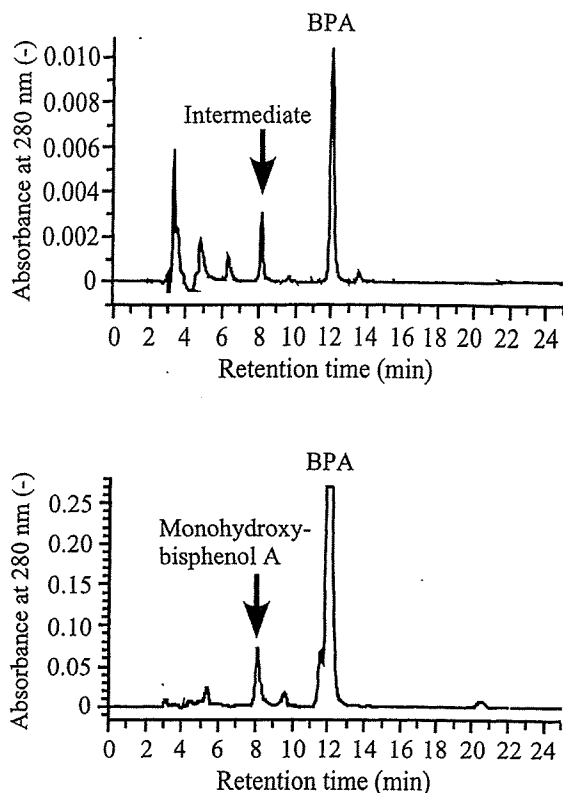 BPA
0.010
0.008
Intermediate
0.006
0.004
0.002
0
Absorbance at 280 nm (-)
0 2 4 6 8 10 12 14 16 18 20 22 24
Retention time (min)
BPA
0.25
0.20
Monohydroxy-
bisphenol A
0.15
0.10
0.05
0
Absorbance at 280 nm (-)
0 2 4 6 8 10 12 14 16 18 20 22 24
Retention time (min)